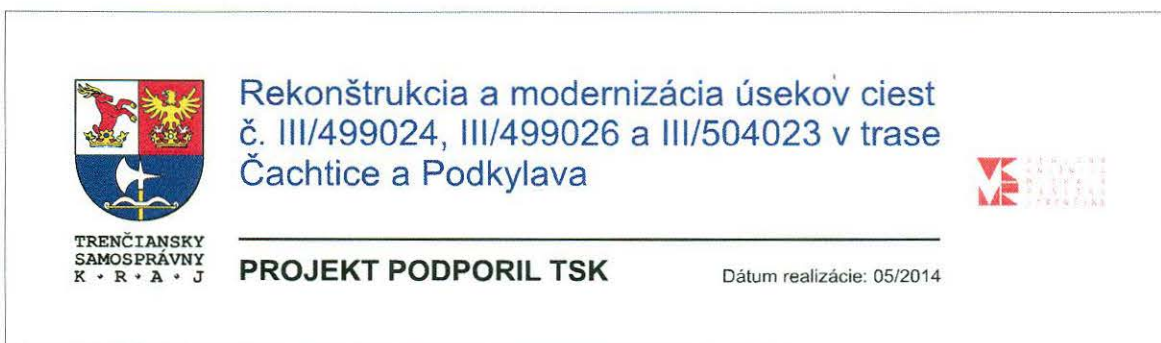 Rekonštrukcia a modernizácia úsekov ciest
č. III/499024, III/499026 a III/504023 v trase
Čachtice a Podkylava
TRENČIANSKY
SAMOSPRÁVNY
K • R • A • J
PROJEKT PODPORIL TSK
Dátum realizácie: 05/2014